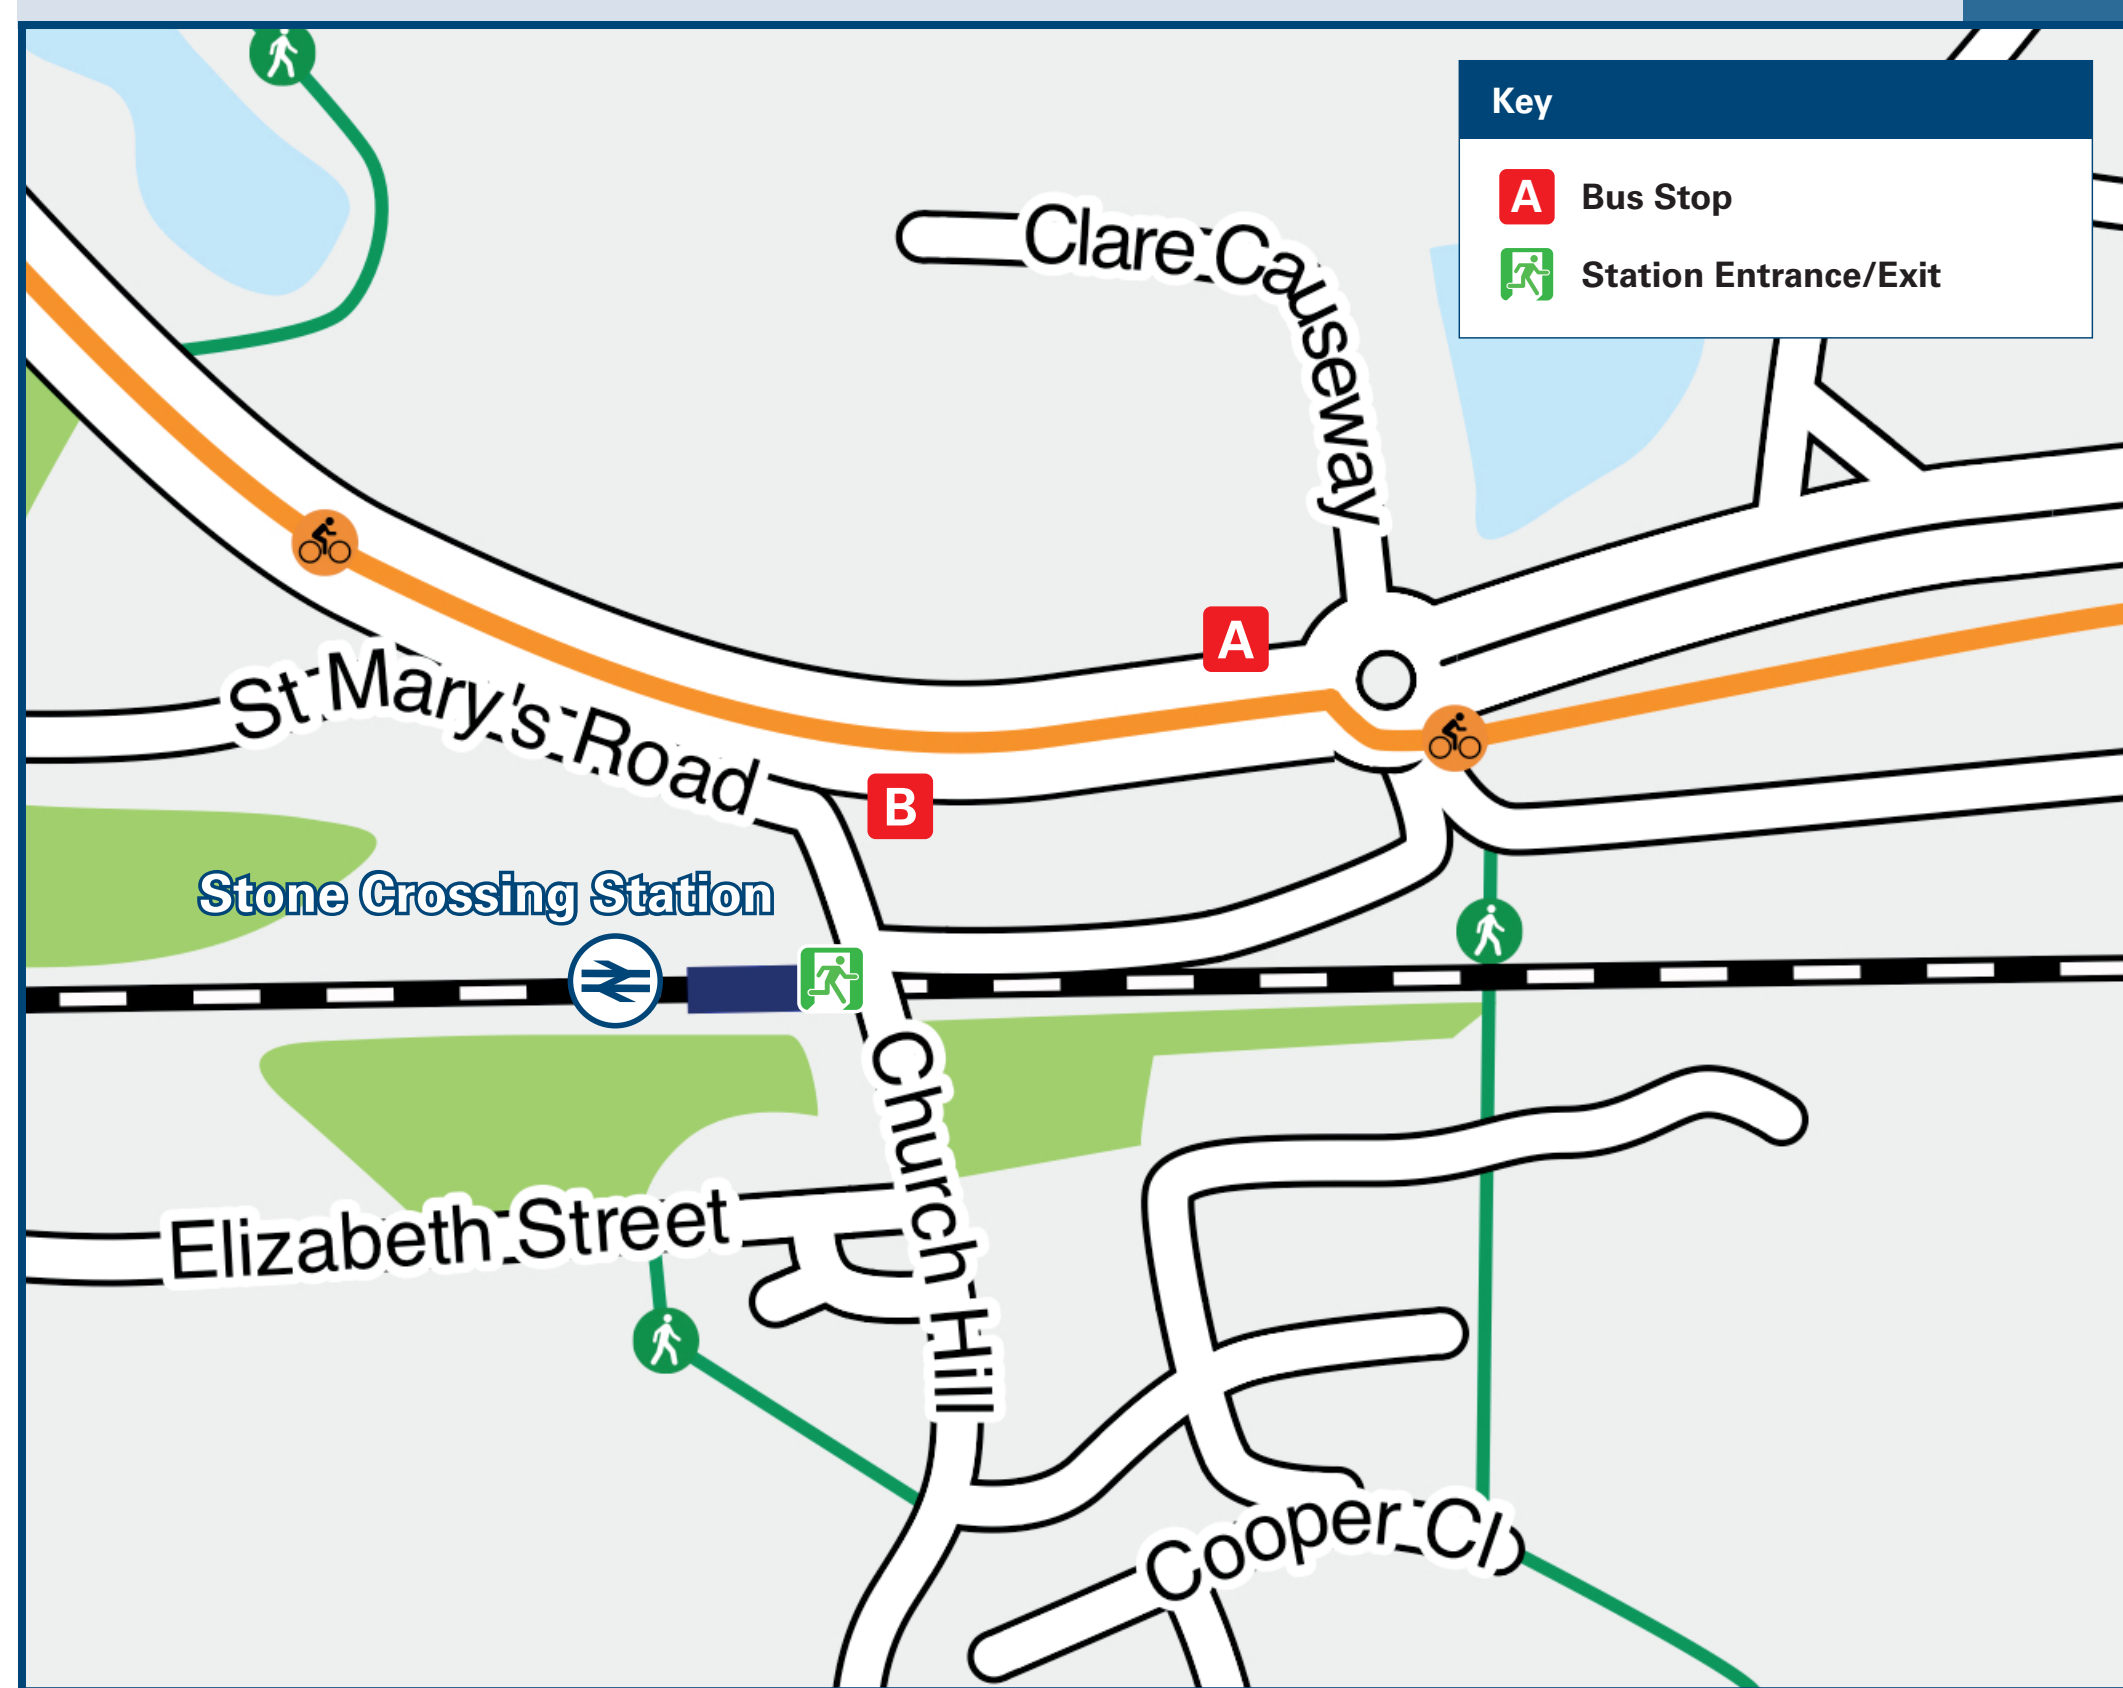 Key
A Bus Stop
Station Entrance/Exit
Clare Causeway
A
St Mary's Road
B
Stone Crossing Station
Church Hill
Elizabeth Street
Cooper Cl